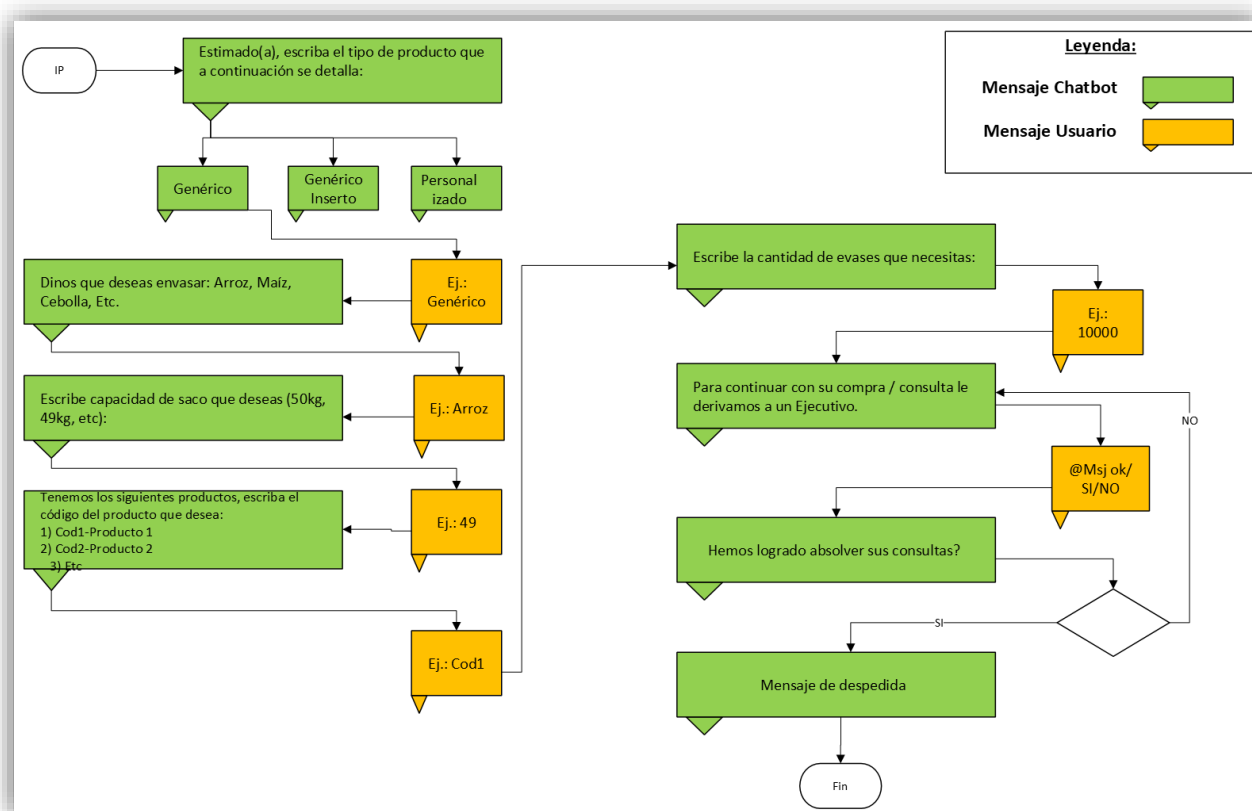 IP
Estimado(a), escriba el tipo de producto que
a continuación se detalla:
Genérico
Genérico
Inserto
Personal
izado
Ej.:
Genérico
Dinos que deseas envasar: Arroz, Maíz,
Cebolla, Etc.
Ej.: Arroz
Escribe capacidad de saco que deseas (50kg,
49kg, etc):
Ej.: 49
Tenemos los siguientes productos, escriba el
código del producto que desea:
1) Cod1-Producto 1
2) Cod2-Producto 2
3) Etc
Ej.: Cod1
Leyenda:
Mensaje Chatbot
Mensaje Usuario
Escribe la cantidad de evases que necesitas:
Ej.:
10000
Para continuar con su compra / consulta le
derivamos a un Ejecutivo.
NO
@Msj ok/
SI/NO
Hemos logrado absolver sus consultas?
SI
Mensaje de despedida
Fin